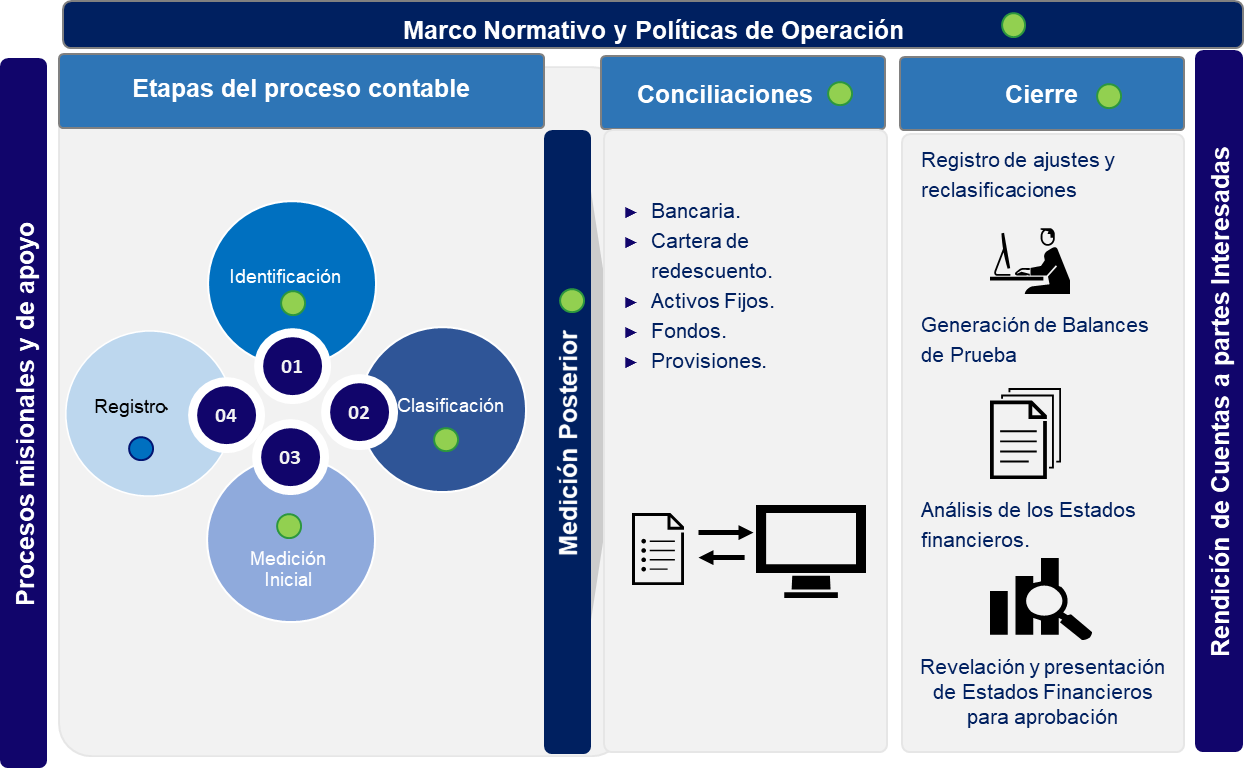 Marco Normativo y Políticas de Operación
Procesos misionales y de apoyo
Etapas del proceso contable
Identificación
01
Clasificación
02
Medición
Inicial
03
Registro
04
Medición Posterior
Conciliaciones
► Bancaria.
► Cartera de
redescuento.
► Activos Fijos.
► Fondos.
► Provisiones.
Cierre
Registro de ajustes y
reclasificaciones
Generación de Balances
de Prueba
Análisis de los Estados
financieros.
Revelación y presentación
de Estados Financieros
para aprobación
Rendición de Cuentas a partes Interesadas